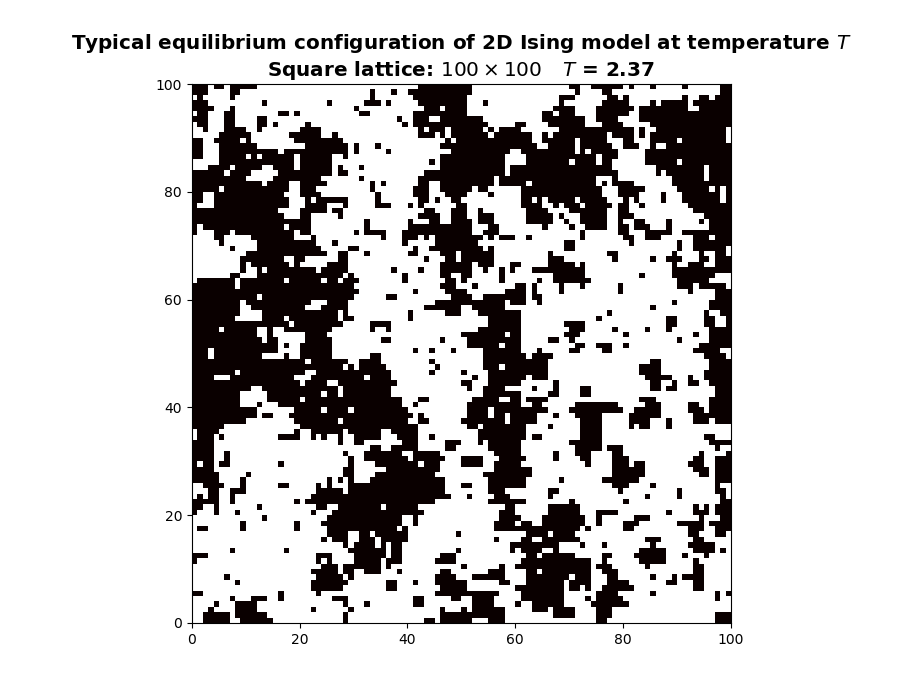 Typical equilibrium configuration of 2D Ising model at temperature T
Square lattice: 100 × 100 T = 2.37
100
80
60
40
20
0
0 20 40 60 80 100